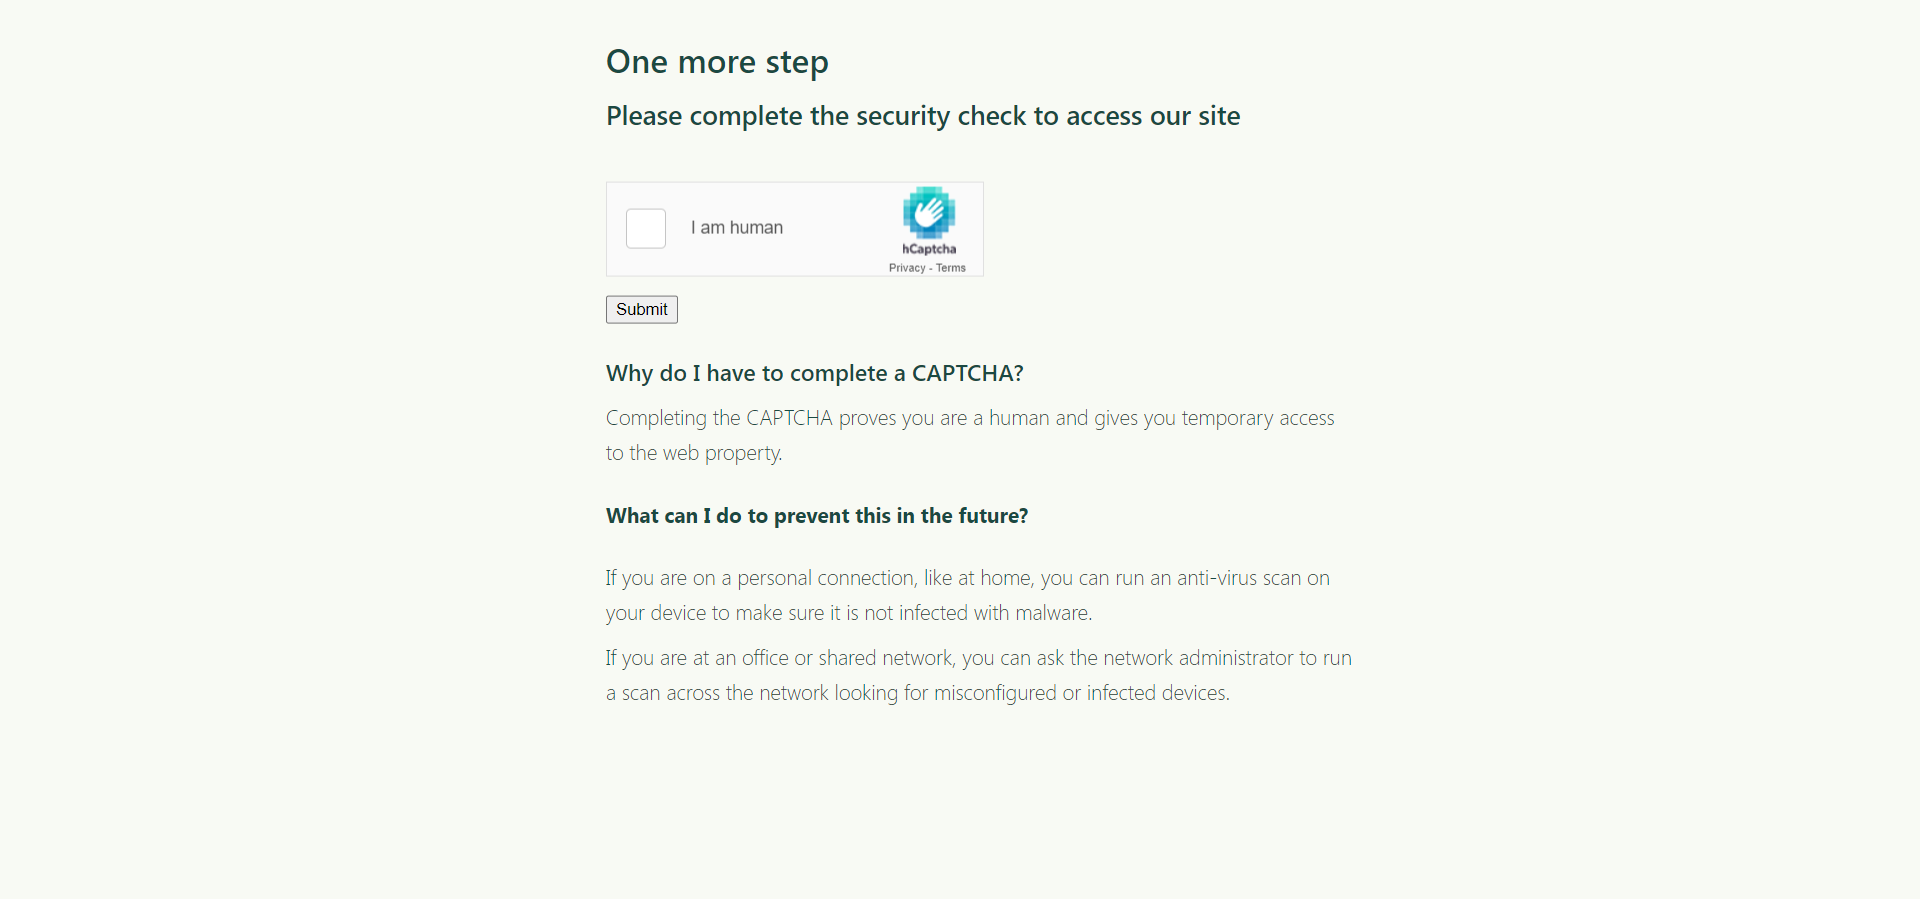 One more step
Please complete the security check to access our site
I am human
hCaptcha
Privacy - Terms
Submit
Why do I have to complete a CAPTCHA?
Completing the CAPTCHA proves you are a human and gives you temporary access
to the web property.
What can I do to prevent this in the future?
If you are on a personal connection, like at home, you can run an anti-virus scan on
your device to make sure it is not infected with malware.
If you are at an office or shared network, you can ask the network administrator to run
a scan across the network looking for misconfigured or infected devices.